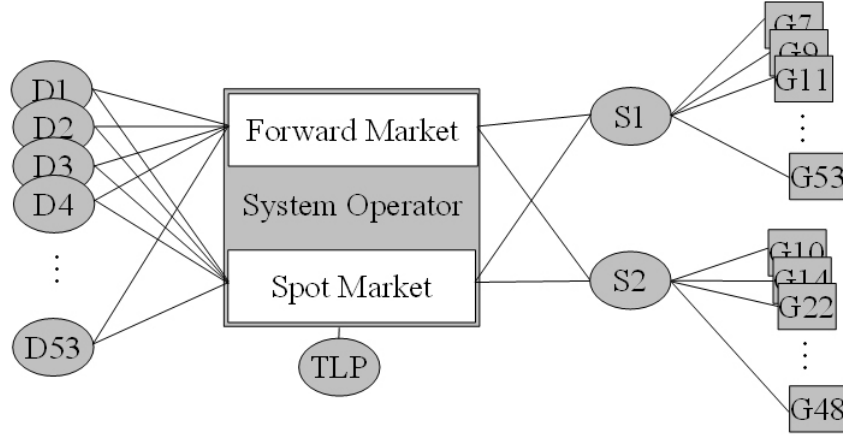 D1
D2
D3
D4
⋮
D53
Forward Market
System Operator
Spot Market
TLP
S1
S2
G7
G9
G11
⋮
G53
G10
G14
G22
⋮
G48